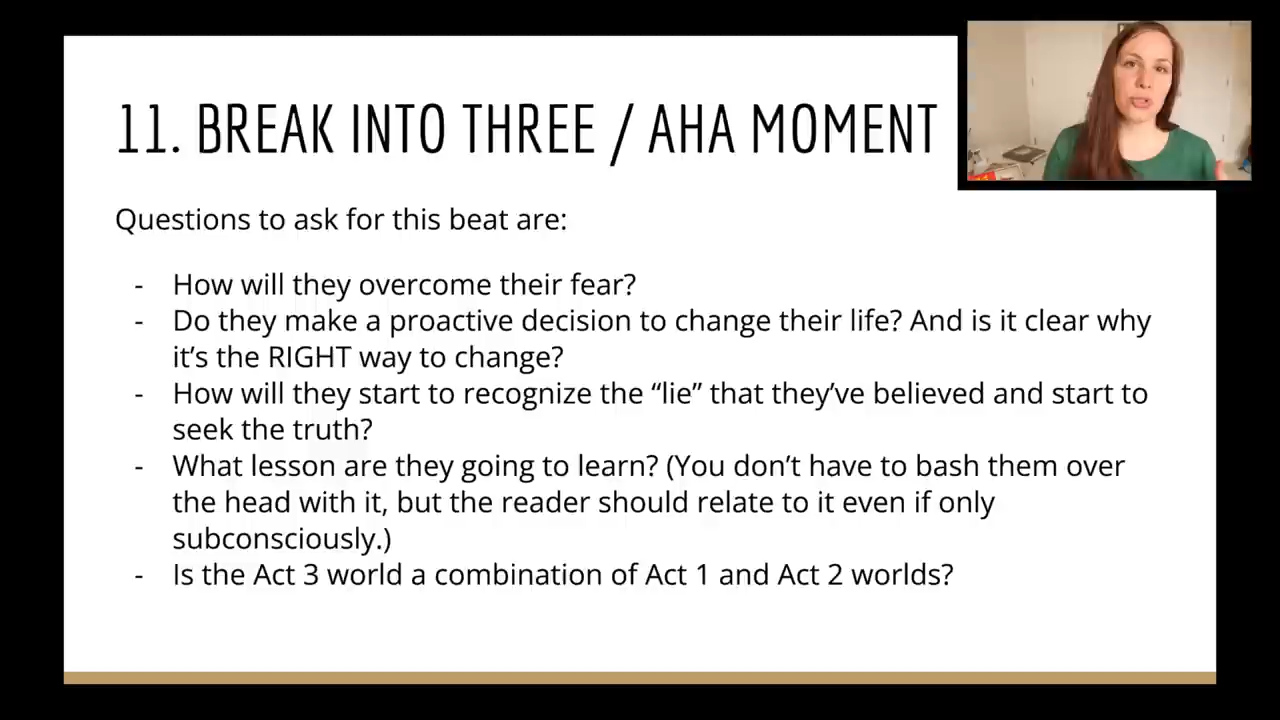 11. BREAK INTO THREE / AHA MOMENT
Questions to ask for this beat are:
- How will they overcome their fear?
- Do they make a proactive decision to change their life? And is it clear why
it’s the RIGHT way to change?
- How will they start to recognize the “lie” that they’ve believed and start to
seek the truth?
- What lesson are they going to learn? (You don’t have to bash them over
the head with it, but the reader should relate to it even if only
subconsciously.)
- Is the Act 3 world a combination of Act 1 and Act 2 worlds?